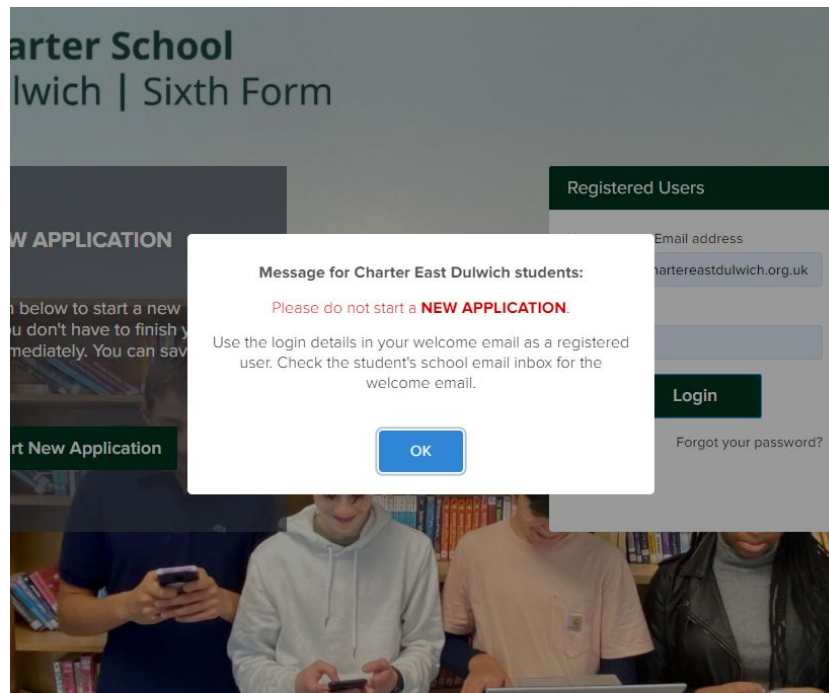 arter School
lwich | Sixth Form
Registered Users
W APPLICATION
Email address
hartereastdulwich.org.uk
below to start a new
ou don't have to finish y
mediately. You can sav
Message for Charter East Dulwich students:
Please do not start a NEW APPLICATION.
Use the login details in your welcome email as a registered
user. Check the student's school email inbox for the
welcome email.
OK
Login
Forgot your password?
rt New Application